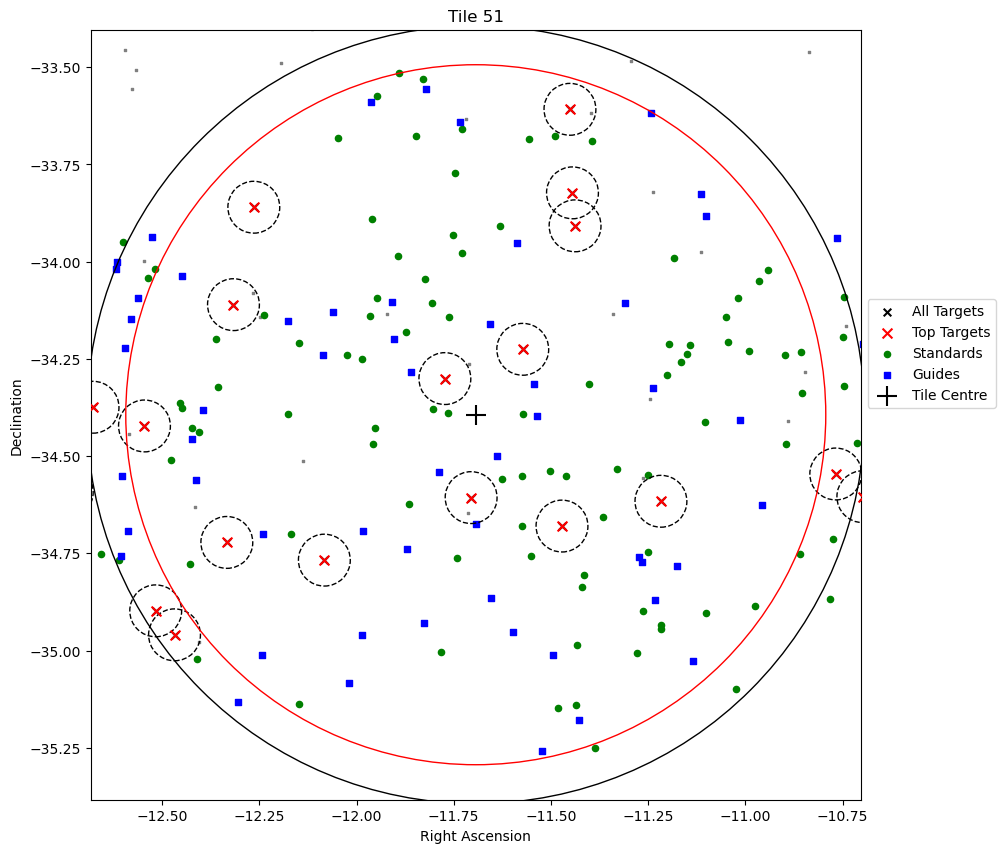 Tile 51
−33.50
−33.75
−34.00
−34.25
−34.50
−34.75
−35.00
−35.25
Declination
−12.50
−12.25
−12.00
−11.75
−11.50
−11.25
−11.00
−10.75
Right Ascension
All Targets
Top Targets
Standards
Guides
Tile Centre